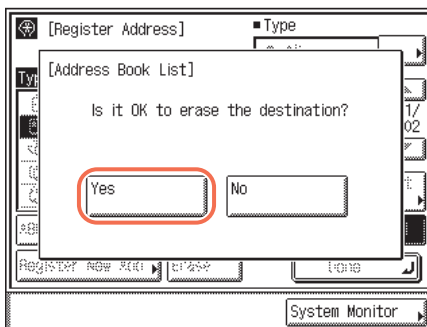 [Register Address]
■Type
[Address Book List]
Is it OK to erase the destination?
1/
02
Yes
No
Register New Add.
Erase
Done
System Monitor